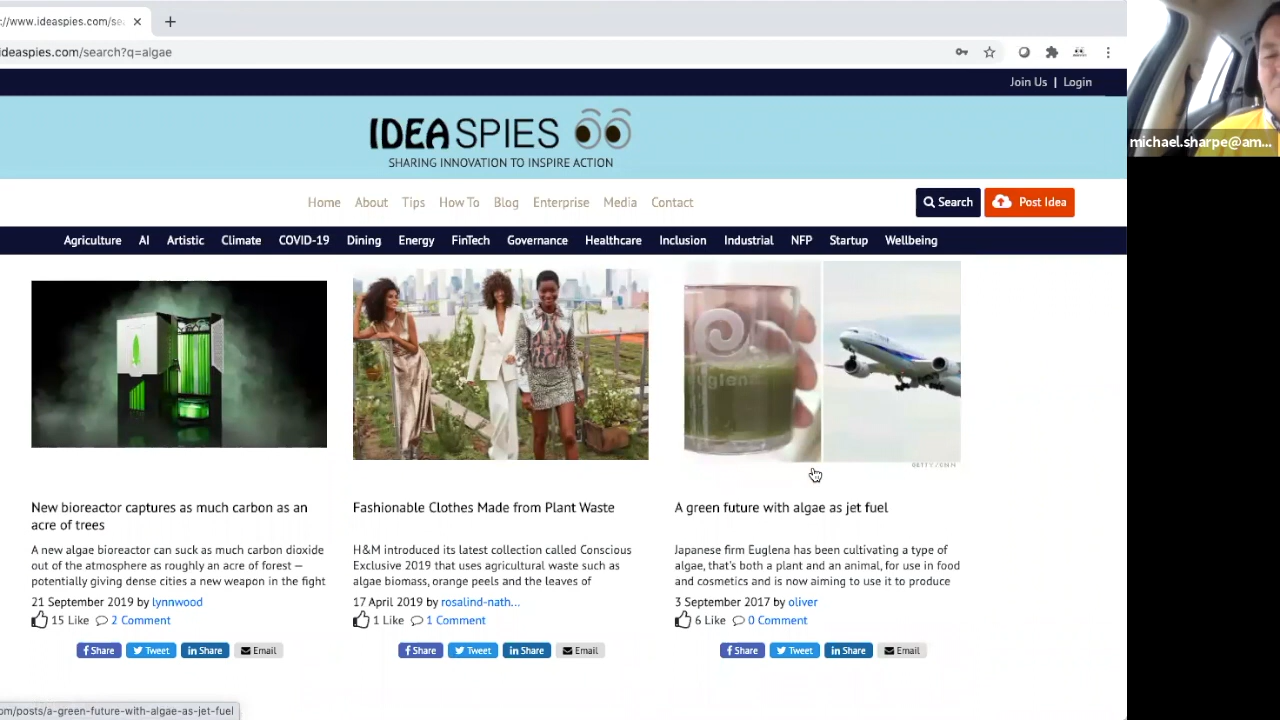 ://www.ideaspies.com/se
ideaspies.com/search?q=algae
Join Us | Login
IDEA SPIES
SHARING INNOVATION TO INSPIRE ACTION
michael.sharpe@am...
Home About Tips How To Blog Enterprise Media Contact
Search Post Idea
Agriculture AI Artistic Climate COVID-19 Dining Energy FinTech Governance Healthcare Inclusion Industrial NFP Startup Wellbeing
New bioreactor captures as much carbon as an
acre of trees
A new algae bioreactor can suck as much carbon dioxide
out of the atmosphere as roughly an acre of forest —
potentially giving dense cities a new weapon in the fight
21 September 2019 by lynnwood
15 Like 2 Comment
Share Tweet Share Email
Fashionable Clothes Made from Plant Waste
H&M introduced its latest collection called Conscious
Exclusive 2019 that uses agricultural waste such as
algae biomass, orange peels and the leaves of
17 April 2019 by rosalind-nath...
1 Like 1 Comment
Share Tweet Share Email
euglen
GETTY/CNN
A green future with algae as jet fuel
Japanese firm Euglena has been cultivating a type of
algae, that's both a plant and an animal, for use in food
and cosmetics and is now aiming to use it to produce
3 September 2017 by oliver
6 Like 0 Comment
Share Tweet Share Email
om/posts/a-green-future-with-algae-as-jet-fuel